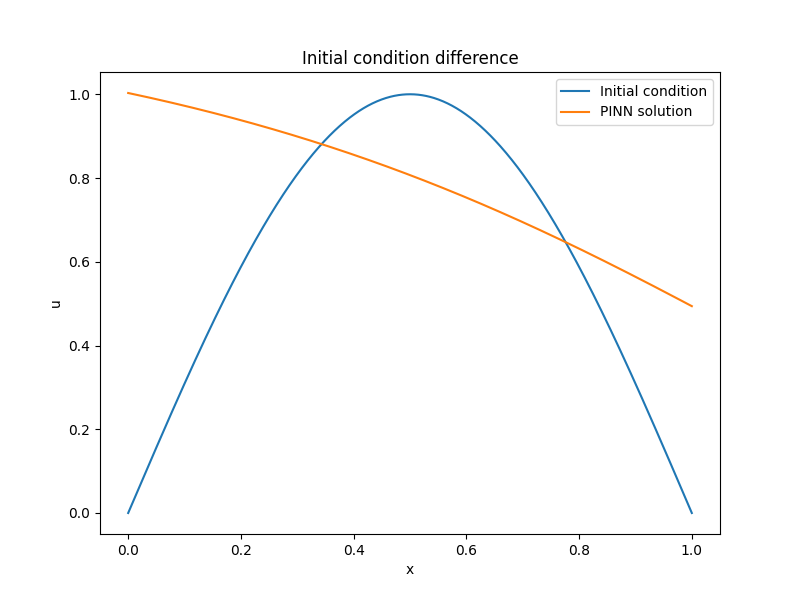 Initial condition difference
Initial condition
PINN solution
1.0
0.8
0.6
0.4
0.2
0.0
u
0.0 0.2 0.4 0.6 0.8 1.0
x